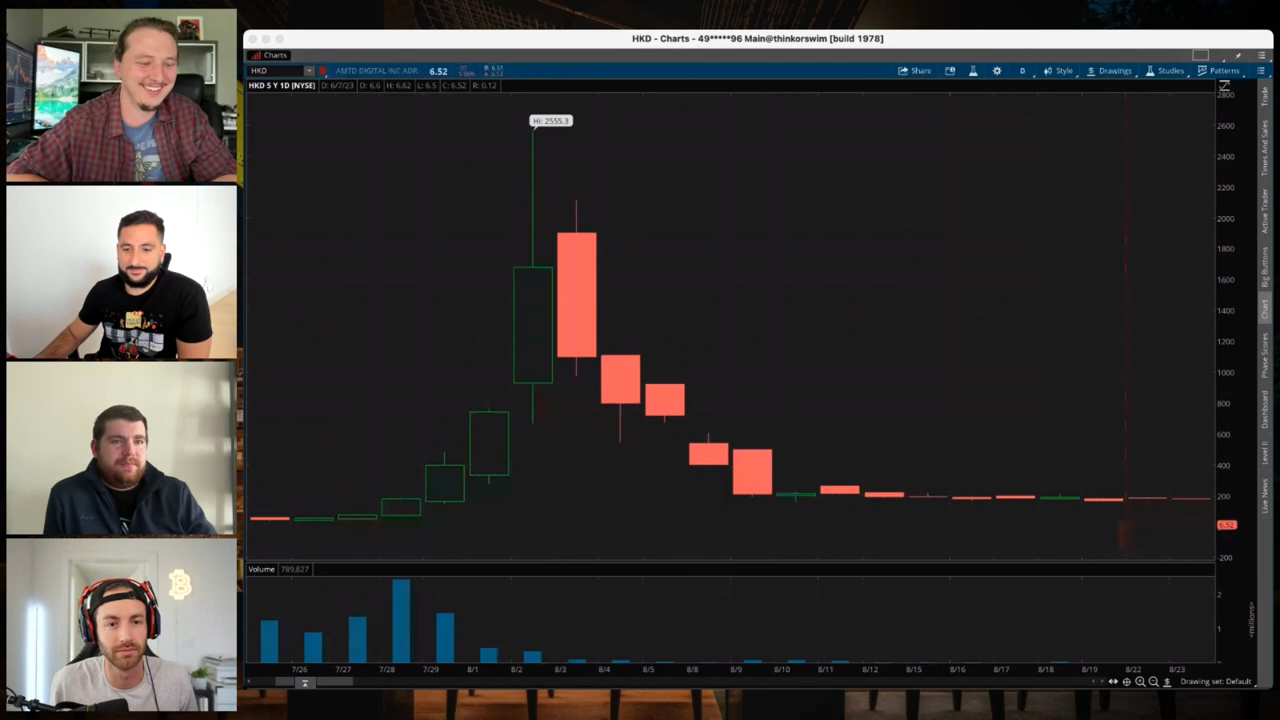 HKD - Charts - 49*****96 Main@thinkorswim [build 1978]
Charts
HKD AMTD DIGITAL INC ADR 6.52 B: 6.51 Share D Style Drawings Studies Patterns
HKD 5 Y 1D [NYSE] D: 6/7/23 O: 6.6 H: 6.62 L: 6.5 C: 6.52 R: 0.12
Hi: 2555.3
2800
2600
2400
2200
2000
1800
1600
1400
1200
1000
800
600
400
200
-200
Trade
Times And Sales
Active Trader
Big Buttons
Chart
Phase Scores
Dashboard
Level II
Live News
Volume 789,827
2
1
<millions>
7/26 7/27 7/28 7/29 8/1 8/2 8/3 8/4 8/5 8/8 8/9 8/10 8/11 8/12 8/15 8/16 8/17 8/18 8/19 8/22 8/23
Drawing set: Default